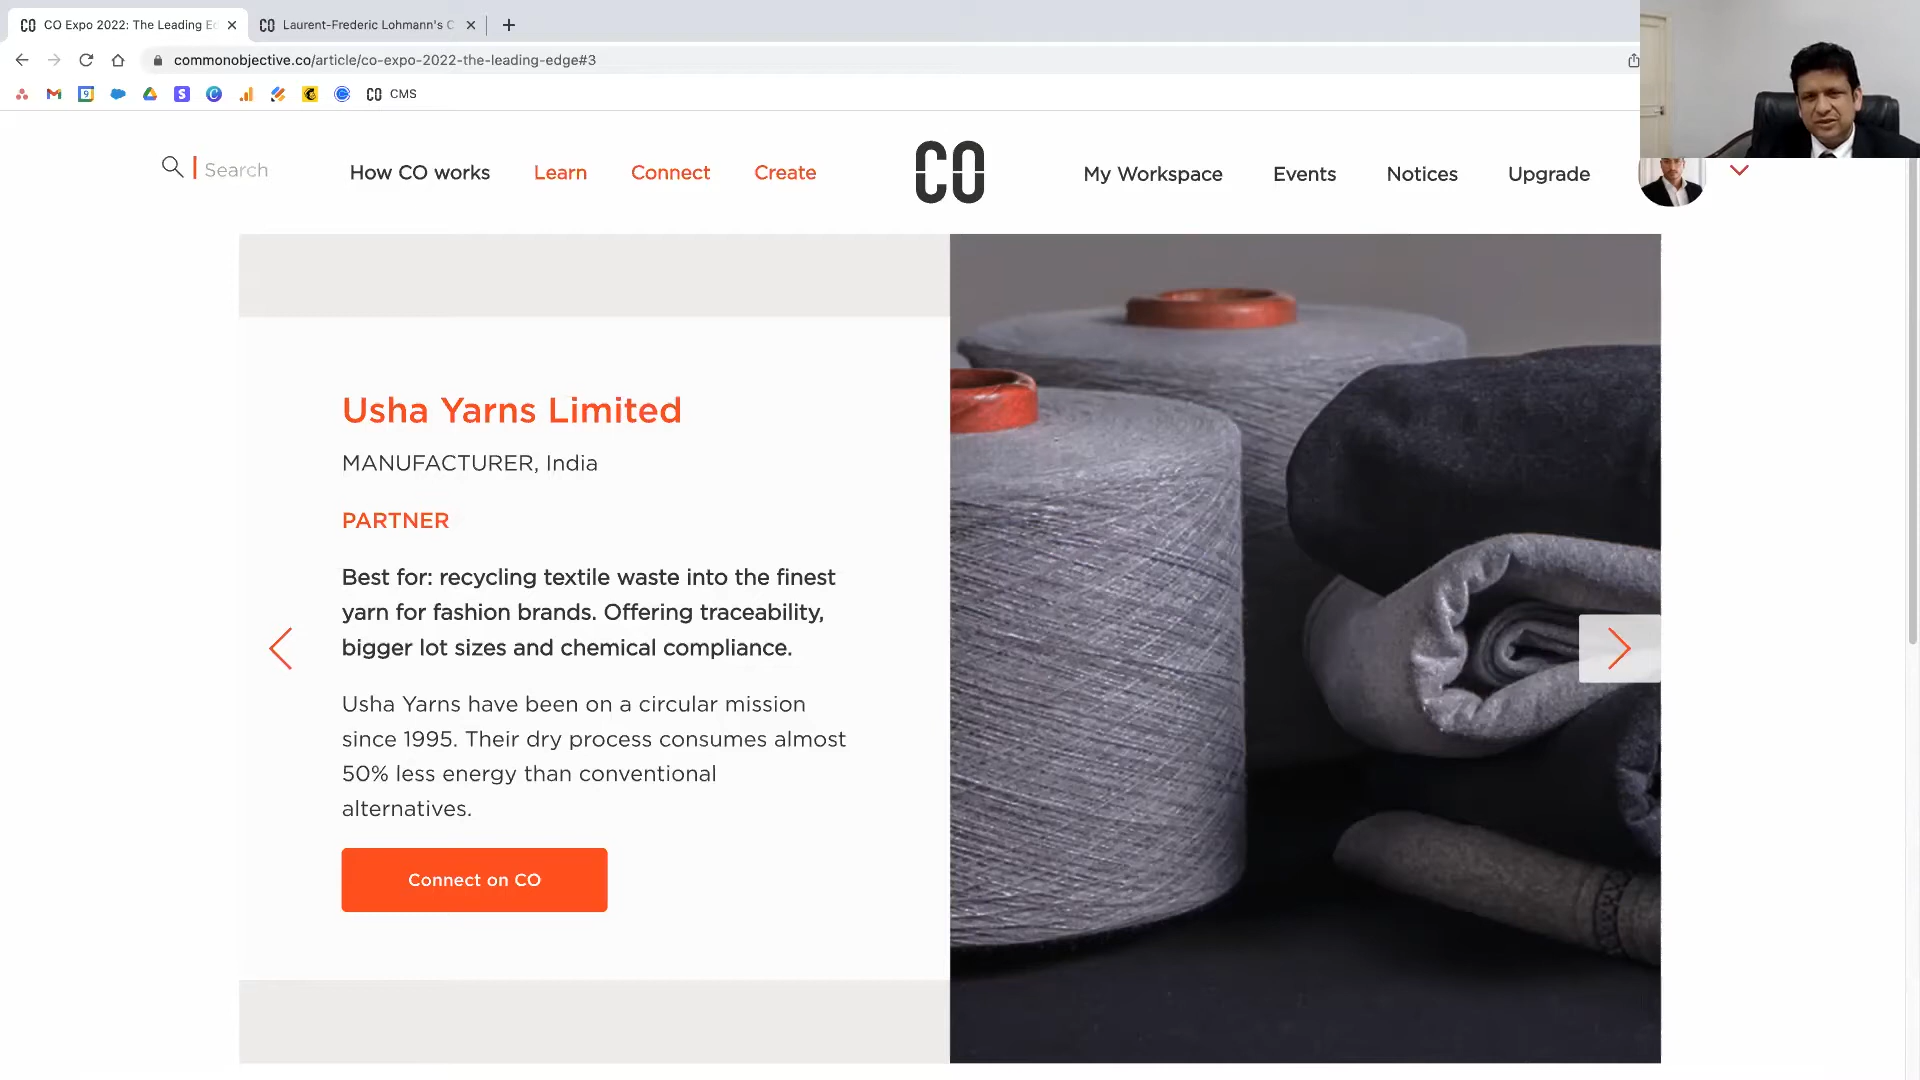 CO Expo 2022: The Leading Ed
Laurent-Frederic Lohmann's C
commonobjective.co/article/co-expo-2022-the-leading-edge#3
CO CMS
Search
How CO works
Learn
Connect
Create
CO
My Workspace
Events
Notices
Upgrade
Usha Yarns Limited
MANUFACTURER, India
PARTNER
Best for: recycling textile waste into the finest
yarn for fashion brands. Offering traceability,
bigger lot sizes and chemical compliance.
Usha Yarns have been on a circular mission
since 1995. Their dry process consumes almost
50% less energy than conventional
alternatives.
Connect on CO